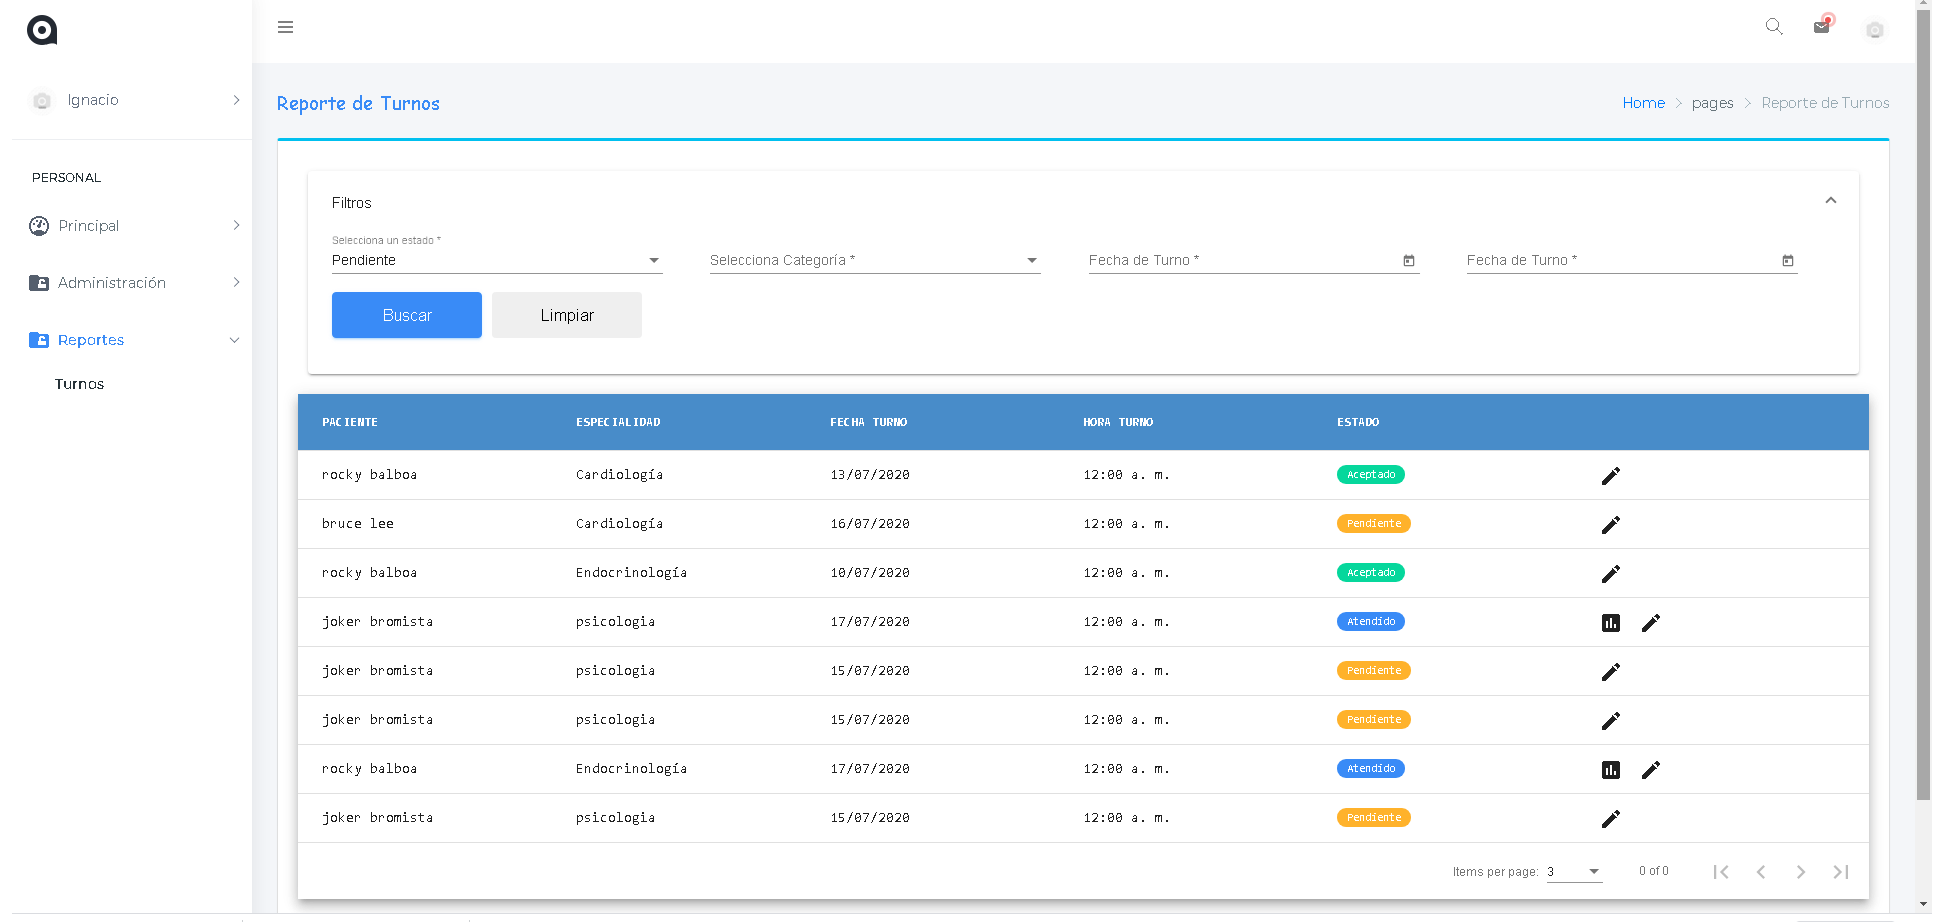 Ignacio
PERSONAL
Principal
Administración
Reportes
Turnos
Reporte de Turnos
Home > pages > Reporte de Turnos
Filtros
Selecciona un estado *
Pendiente
Selecciona Categoría *
Fecha de Turno *
Fecha de Turno *
Buscar
Limpiar
PACIENTE ESPECIALIDAD FECHA TURNO HORA TURNO ESTADO
rocky balboa Cardiología 13/07/2020 12:00 a. m. Aceptado
bruce lee Cardiología 16/07/2020 12:00 a. m. Pendiente
rocky balboa Endocrinología 10/07/2020 12:00 a. m. Aceptado
joker bromista psicologia 17/07/2020 12:00 a. m. Atendido
joker bromista psicologia 15/07/2020 12:00 a. m. Pendiente
joker bromista psicologia 15/07/2020 12:00 a. m. Pendiente
rocky balboa Endocrinología 17/07/2020 12:00 a. m. Atendido
joker bromista psicologia 15/07/2020 12:00 a. m. Pendiente
Items per page: 3 0 of 0